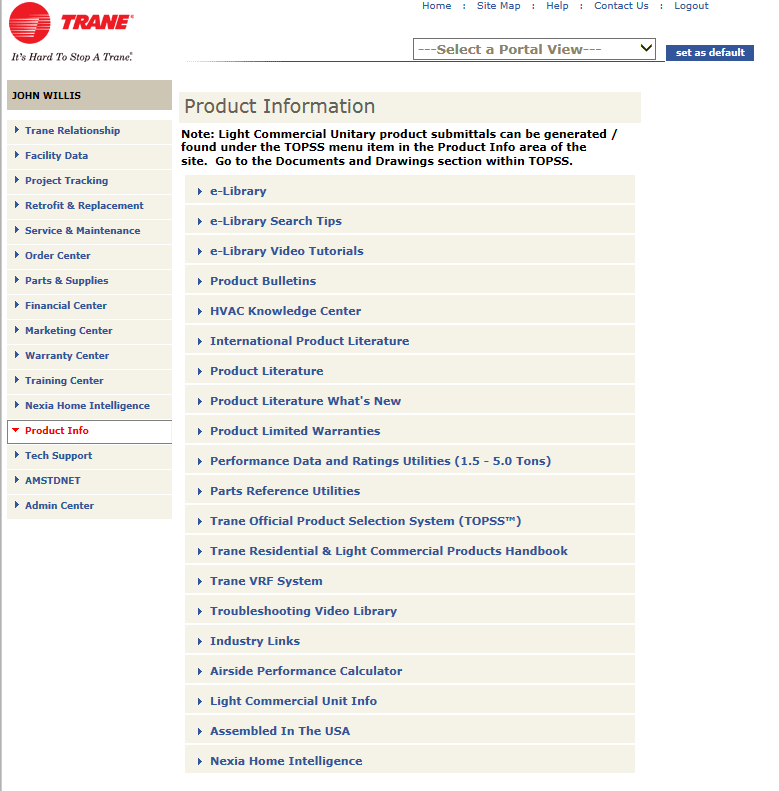 Home : Site Map : Help : Contact Us : Logout
TRANE®
It's Hard To Stop A Trane.®
---Select a Portal View---
set as default
JOHN WILLIS
Trane Relationship
Facility Data
Project Tracking
Retrofit & Replacement
Service & Maintenance
Order Center
Parts & Supplies
Financial Center
Marketing Center
Warranty Center
Training Center
Nexia Home Intelligence
Product Info
Tech Support
AMSTDNET
Admin Center
Product Information
Note: Light Commercial Unitary product submittals can be generated /
found under the TOPSS menu item in the Product Info area of the
site. Go to the Documents and Drawings section within TOPSS.
e-Library
e-Library Search Tips
e-Library Video Tutorials
Product Bulletins
HVAC Knowledge Center
International Product Literature
Product Literature
Product Literature What's New
Product Limited Warranties
Performance Data and Ratings Utilities (1.5 - 5.0 Tons)
Parts Reference Utilities
Trane Official Product Selection System (TOPSS™)
Trane Residential & Light Commercial Products Handbook
Trane VRF System
Troubleshooting Video Library
Industry Links
Airside Performance Calculator
Light Commercial Unit Info
Assembled In The USA
Nexia Home Intelligence